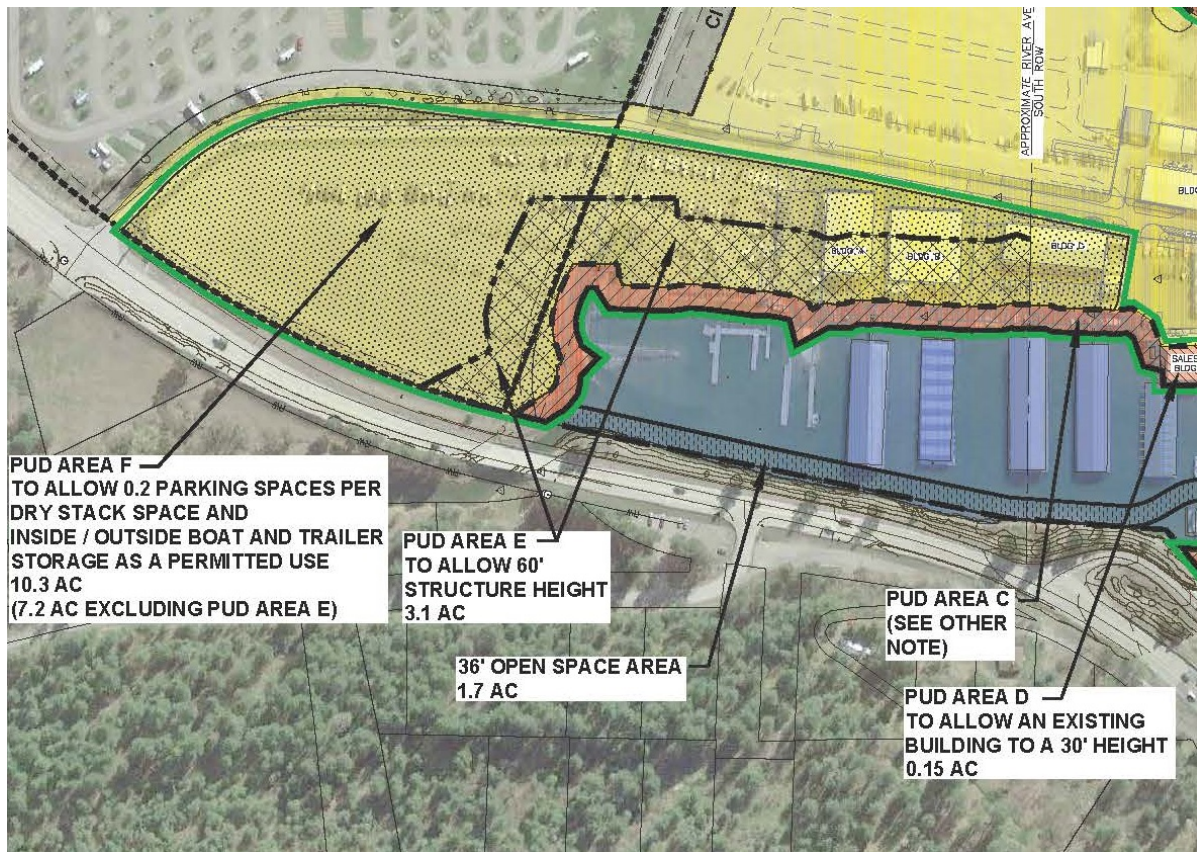 CI
APPROXIMATE RIVER AVE
SOUTH ROW
BLDG. A
BLDG. B
BLDG. C
BLDG.
SALES
BLDG.
PUD AREA F
TO ALLOW 0.2 PARKING SPACES PER
DRY STACK SPACE AND
INSIDE / OUTSIDE BOAT AND TRAILER
STORAGE AS A PERMITTED USE
10.3 AC
(7.2 AC EXCLUDING PUD AREA E)
PUD AREA E
TO ALLOW 60'
STRUCTURE HEIGHT
3.1 AC
36' OPEN SPACE AREA
1.7 AC
PUD AREA C
(SEE OTHER
NOTE)
PUD AREA D
TO ALLOW AN EXISTING
BUILDING TO A 30' HEIGHT
0.15 AC